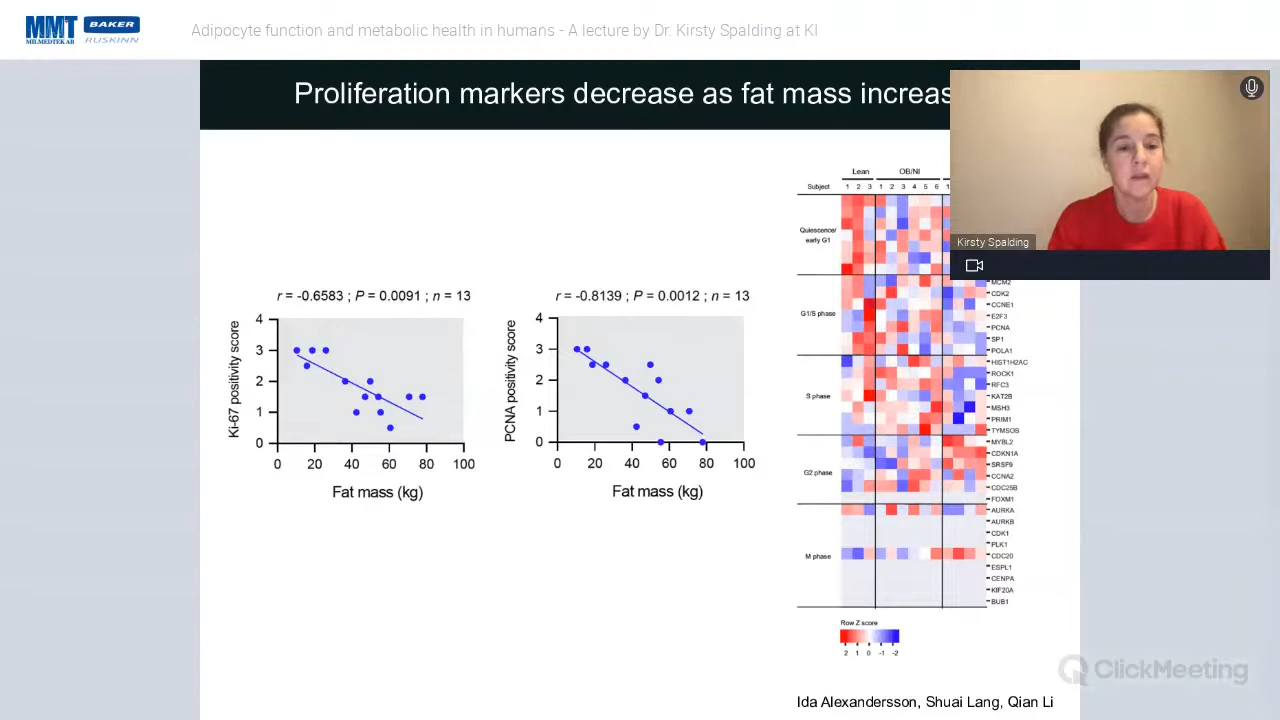 MMT
MILMEDTEK AB
BAKER
RUSKINN
Adipocyte function and metabolic health in humans - A lecture by Dr. Kirsty Spalding at KI
Proliferation markers decrease as fat mass increas
Kirsty Spalding
r = -0.6583 ; P = 0.0091 ; n = 13
Ki-67 positivity score
4
3
2
1
0
0 20 40 60 80 100
Fat mass (kg)
r = -0.8139 ; P = 0.0012 ; n = 13
PCNA positivity score
4
3
2
1
0
0 20 40 60 80 100
Fat mass (kg)
Lean OB/NI
Subject 1 2 3 1 2 3 4 5 6 1
Quiescence/
early G1
G1/S phase
S phase
G2 phase
M phase
MCM2
CDK2
CCNE1
E2F3
PCNA
SP1
POLA1
HIST1H2AC
ROCK1
RFC3
KAT2B
MSH3
PRIM1
TYMSOS
MYBL2
CDKN1A
SRSF9
CCNA2
CDC25B
FOXM1
AURKA
AURKB
CDK1
PLK1
CDC20
ESPL1
CENPA
KIF20A
BUB1
Row Z score
2 1 0 -1 -2
ClickMeeting
Ida Alexandersson, Shuai Lang, Qian Li